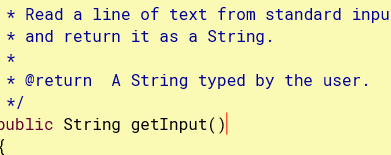 * Read a line of text from standard inpu
* and return it as a String.
*
* @return  A String typed by the user.
*/
public String getInput()
{